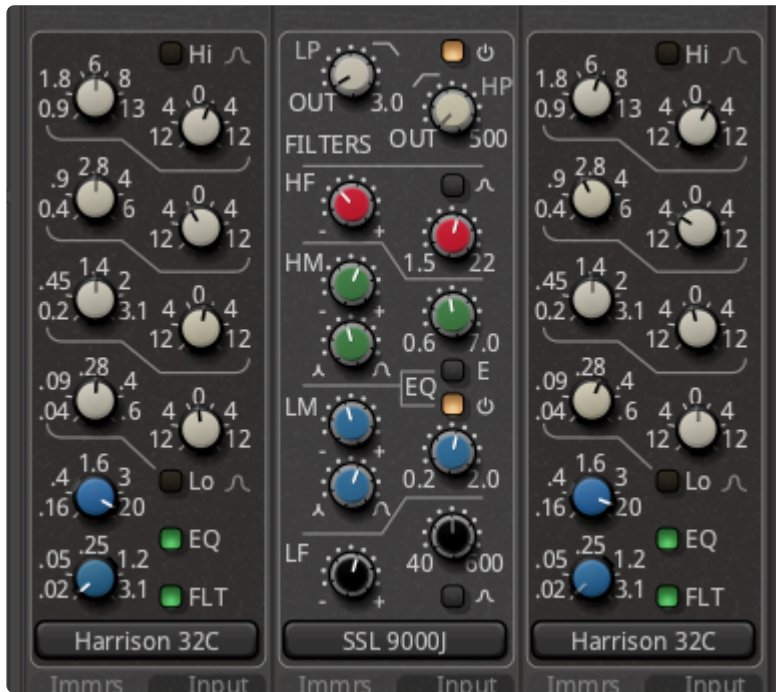 Hi
6
1.8 8
0.9 13
0
4 4
12 12
2.8
.9 4
0.4 6
0
4 4
12 12
1.4
.45 2
0.2 3.1
0
4 4
12 12
.28
.09 .4
.04 .6
0
4 4
12 12
Lo
1.6
.4 3
.16 20
EQ
.25
.05 1.2
.02 3.1
FLT
Harrison 32C
Immrs Input
LP
OUT 3.0
HP
OUT 500
FILTERS
HF
- +
1.5 22
HM
- +
0.6 7.0
E
EQ
LM
- +
0.2 2.0
LF
40 600
- +
SSL 9000J
Immrs Input
Hi
6
1.8 8
0.9 13
0
4 4
12 12
2.8
.9 4
0.4 6
0
4 4
12 12
1.4
.45 2
0.2 3.1
0
4 4
12 12
.28
.09 .4
.04 .6
0
4 4
12 12
Lo
1.6
.4 3
.16 20
EQ
.25
.05 1.2
.02 3.1
FLT
Harrison 32C
Immrs Input